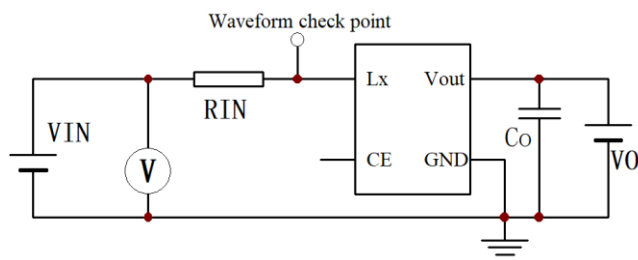 Waveform check point
Lx
Vout
RIN
VIN
V
CE
GND
Co
VO